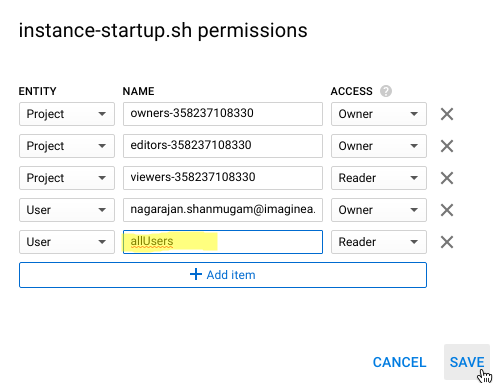 instance-startup.sh permissions
ENTITY NAME ACCESS ?
Project owners-358237108330 Owner
Project editors-358237108330 Owner
Project viewers-358237108330 Reader
User nagarajan.shanmugam@imaginea. Owner
User allUsers Reader
+ Add item
CANCEL SAVE